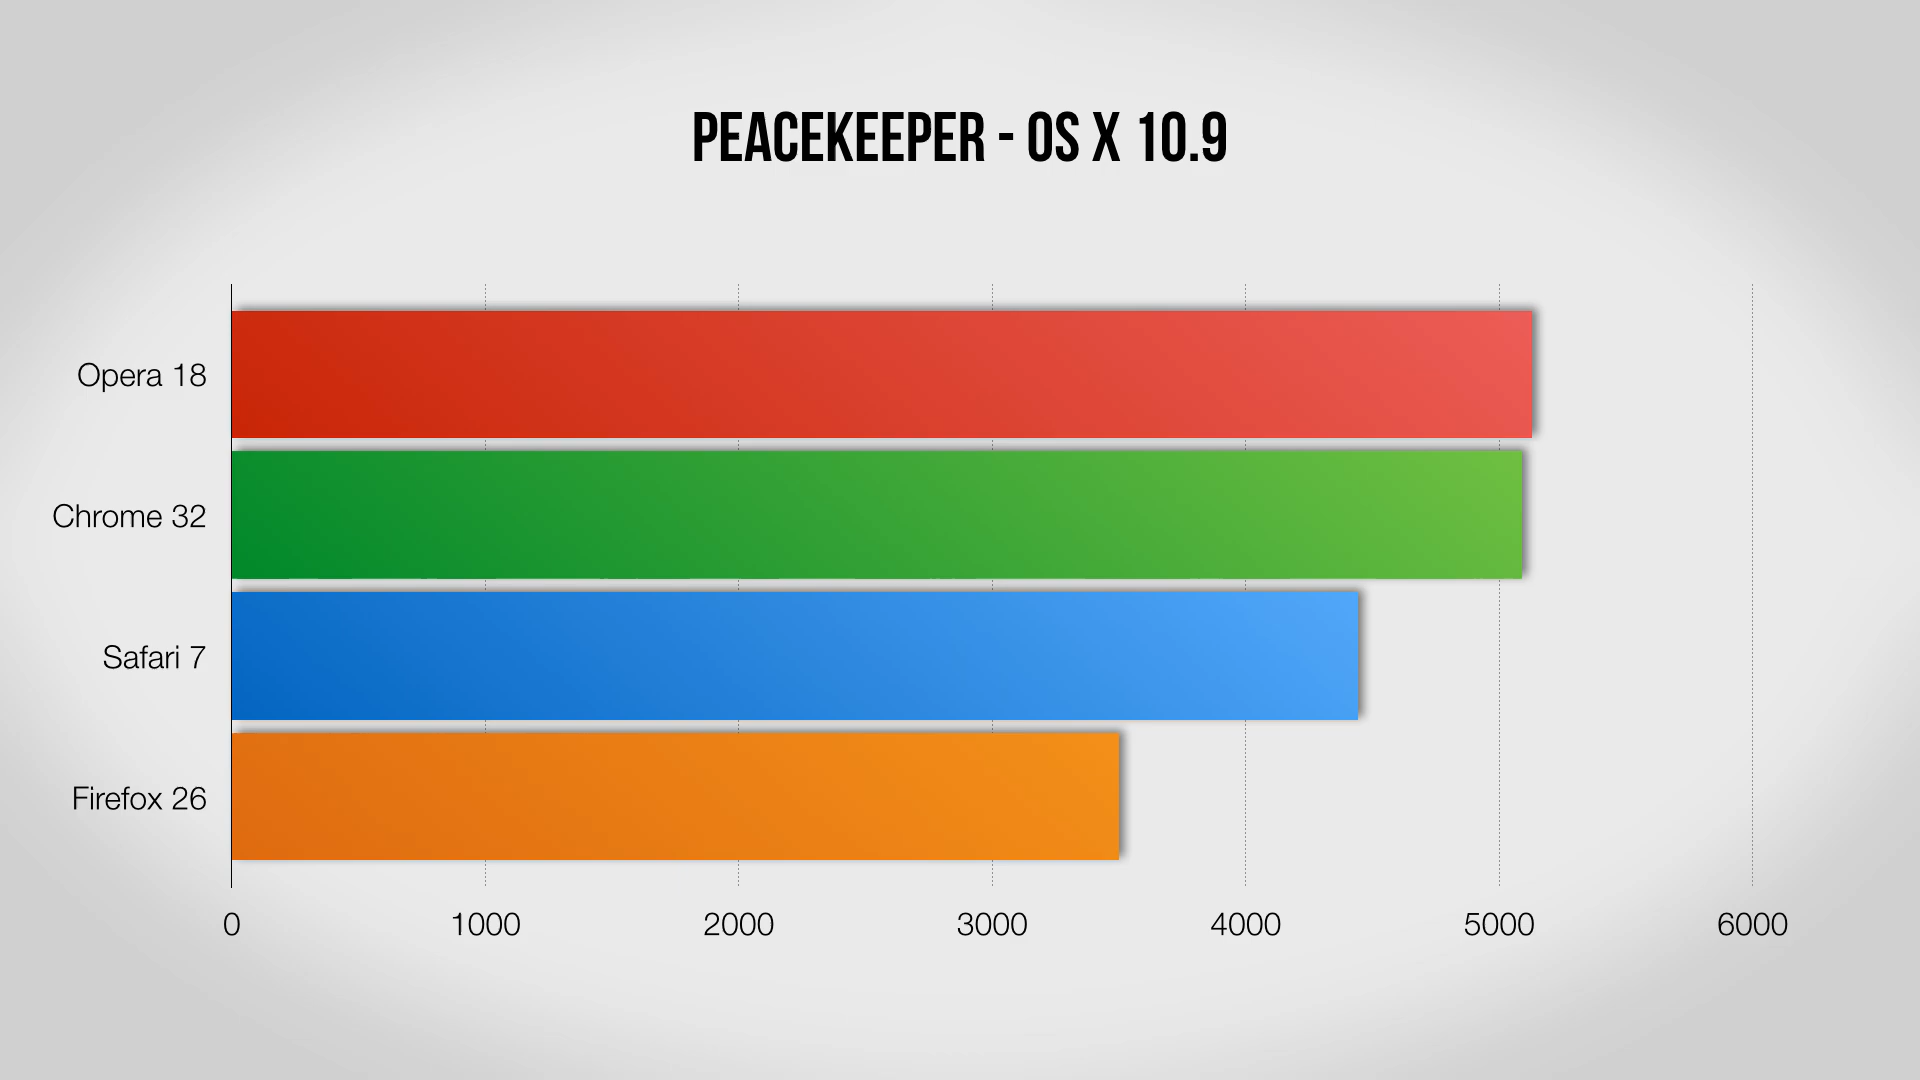 PEACEKEEPER - OS X 10.9
Opera 18
Chrome 32
Safari 7
Firefox 26
0 1000 2000 3000 4000 5000 6000